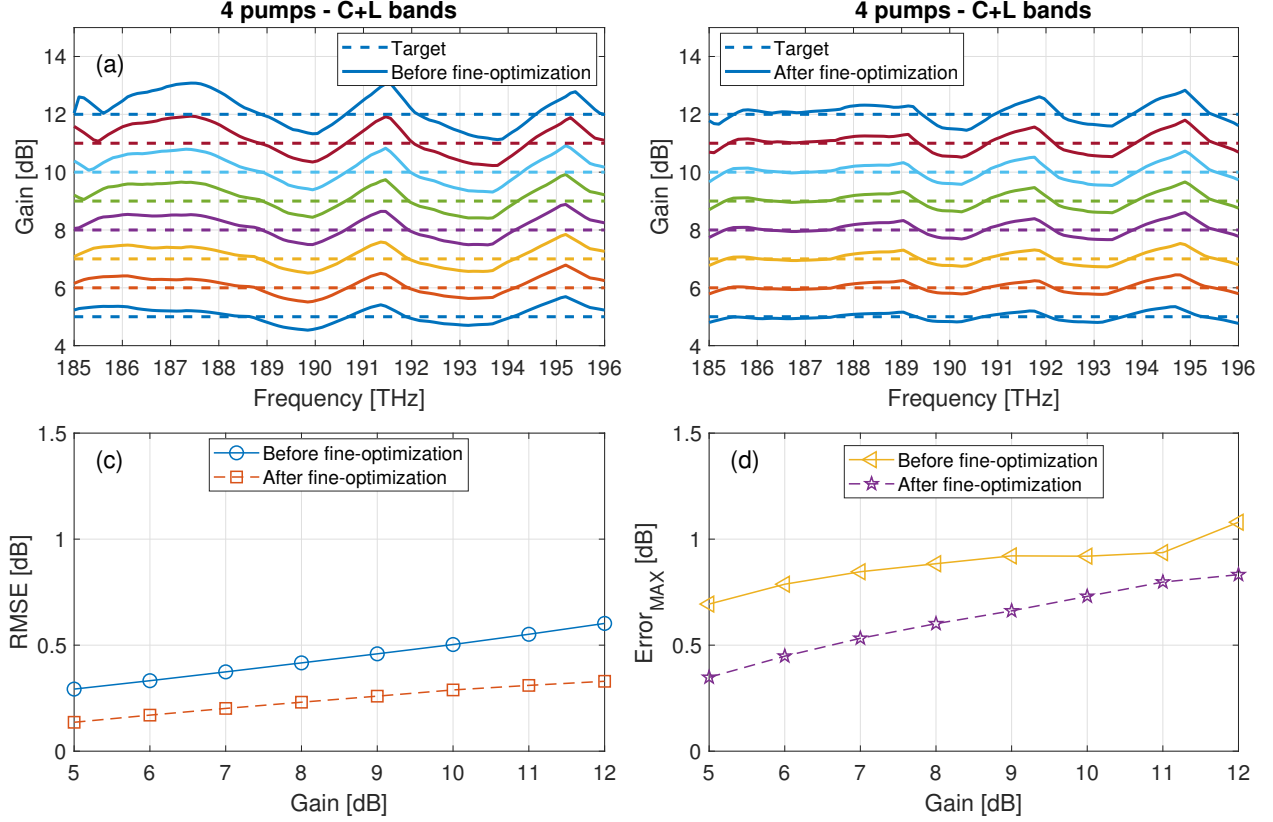 4 pumps - C+L bands
(a)
Target
Before fine-optimization
Gain [dB]
14
12
10
8
6
4
185 186 187 188 189 190 191 192 193 194 195 196
Frequency [THz]
4 pumps - C+L bands
Target
After fine-optimization
Gain [dB]
14
12
10
8
6
4
185 186 187 188 189 190 191 192 193 194 195 196
Frequency [THz]
(c)
Before fine-optimization
After fine-optimization
RMSE [dB]
1.5
1
0.5
0
5 6 7 8 9 10 11 12
Gain [dB]
(d)
Before fine-optimization
After fine-optimization
Error_MAX [dB]
1.5
1
0.5
0
5 6 7 8 9 10 11 12
Gain [dB]